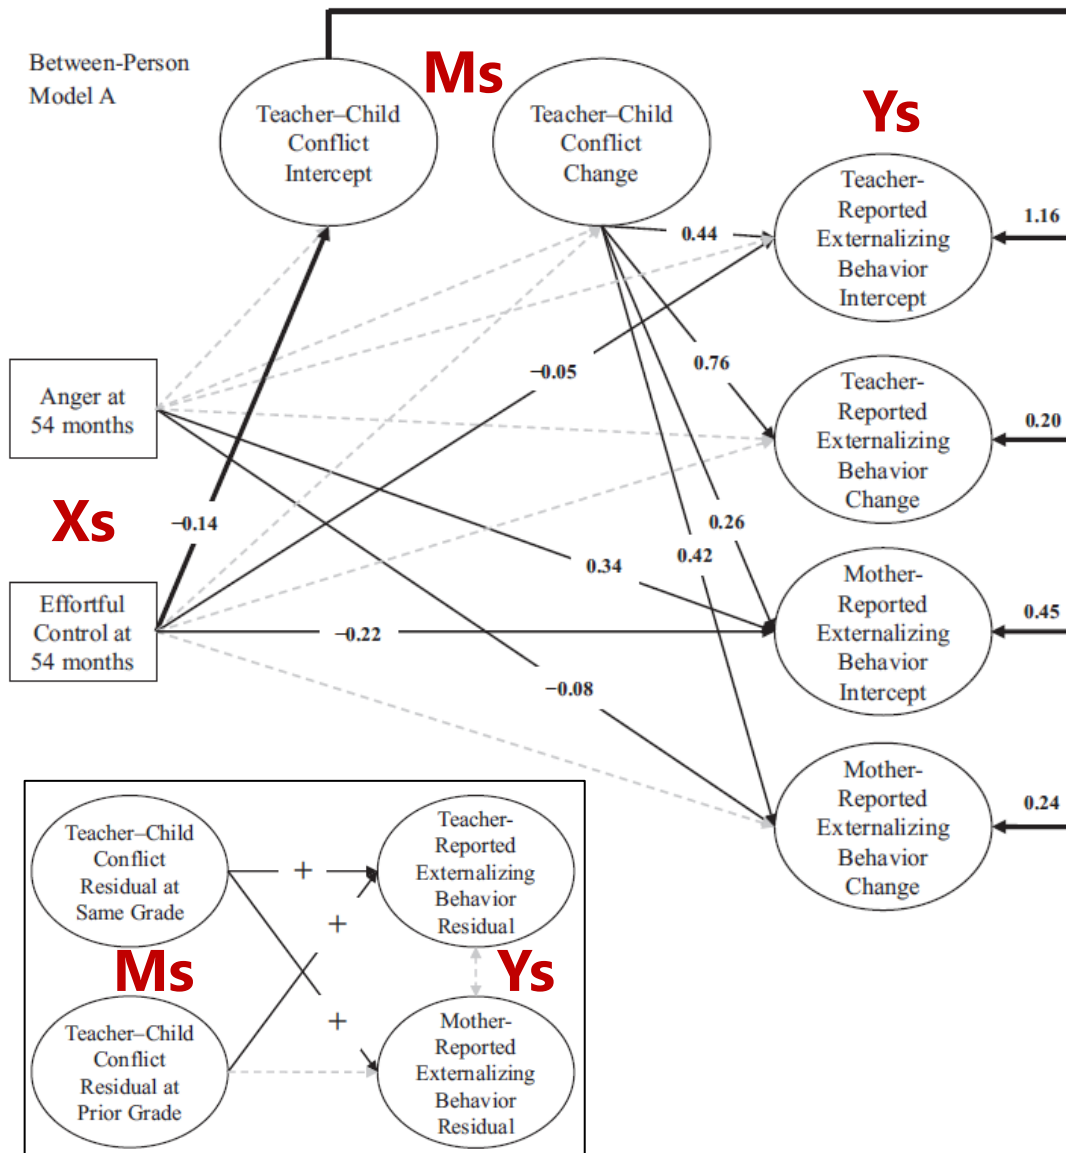 Between-Person
Model A
Ms
Teacher–Child
Conflict
Intercept
Teacher–Child
Conflict
Change
Ys
Teacher-
Reported
Externalizing
Behavior
Intercept
1.16
0.44
−0.05
0.76
Anger at
54 months
Teacher-
Reported
Externalizing
Behavior
Change
0.20
Xs
−0.14
0.26
0.42
0.34
Effortful
Control at
54 months
−0.22
Mother-
Reported
Externalizing
Behavior
Intercept
0.45
−0.08
Mother-
Reported
Externalizing
Behavior
Change
0.24
Teacher–Child
Conflict
Residual at
Same Grade
+
Teacher-
Reported
Externalizing
Behavior
Residual
+
Ms
Ys
+
Teacher–Child
Conflict
Residual at
Prior Grade
Mother-
Reported
Externalizing
Behavior
Residual